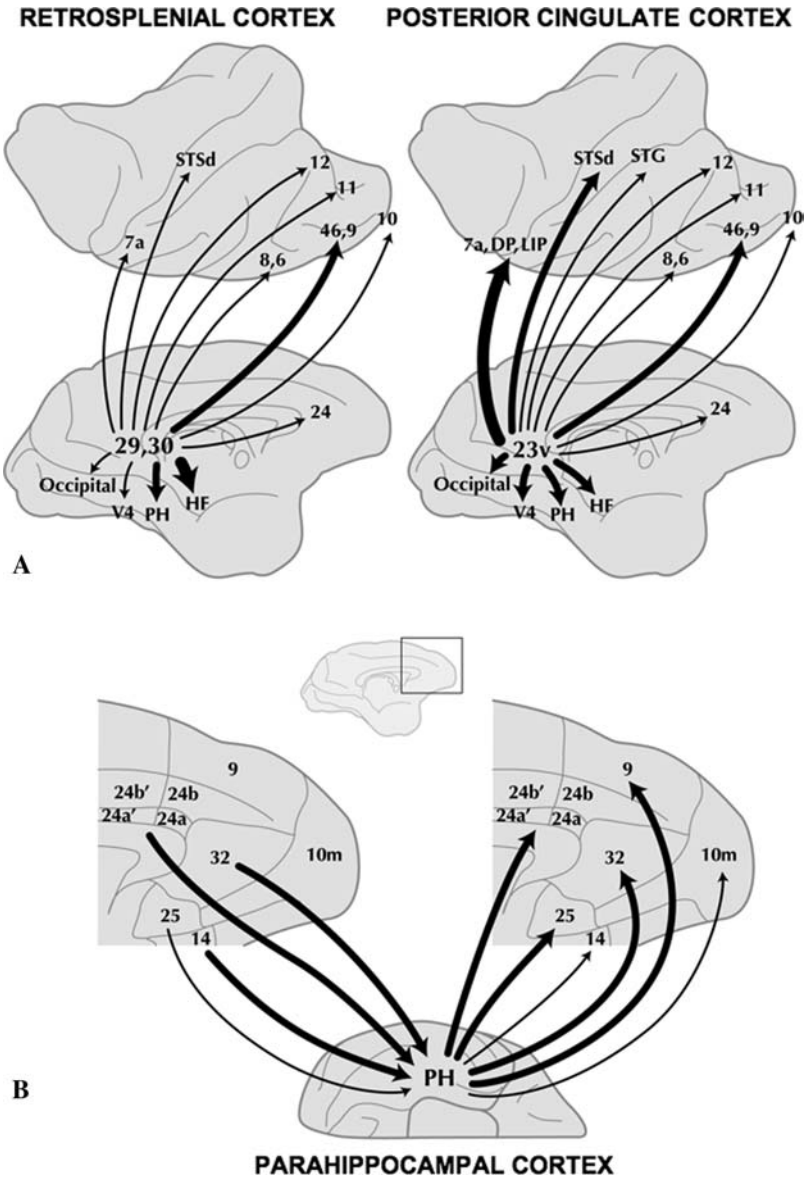 RETROSPLENIAL CORTEX
POSTERIOR CINGULATE CORTEX
STSd
12
11
10
46,9
7a
8,6
24
29,30
Occipital
V4
PH
HF
STSd
STG
12
11
10
46,9
7a, DP, LIP
8,6
24
23v
Occipital
V4
PH
HF
A
9
24b'
24b
24a'
24a
32
10m
25
14
9
24b'
24b
24a'
24a
32
10m
25
14
PH
B
PARAHIPPOCAMPAL CORTEX